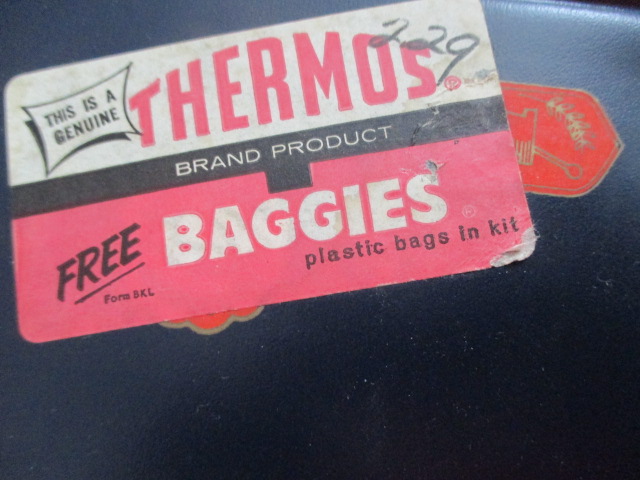 2.29
THIS IS A
GENUINE
THERMOS®
BRAND PRODUCT
FREE
BAGGIES®
plastic bags in kit
Form BKL